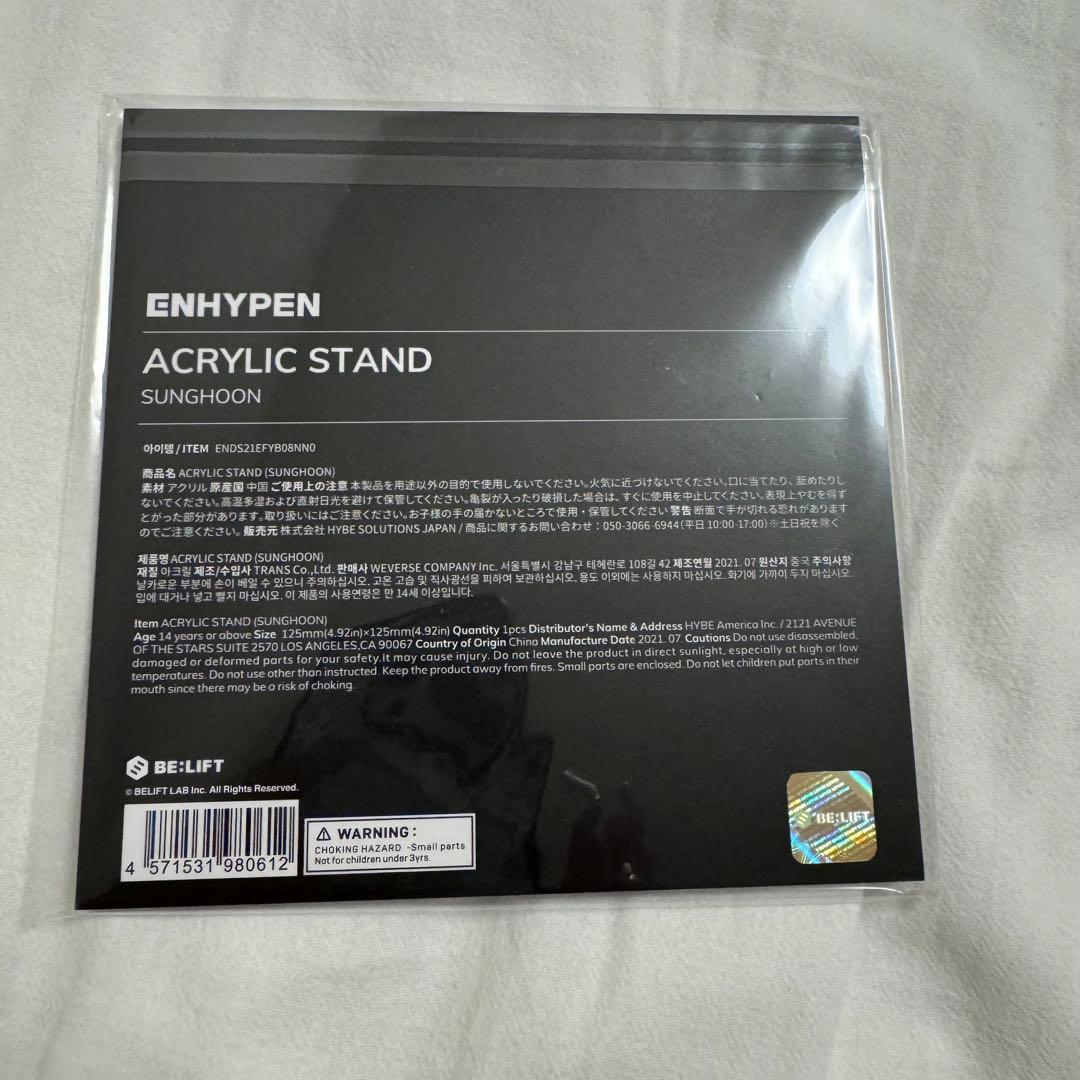 ENHYPEN
ACRYLIC STAND
SUNGHOON
아이템 / ITEM ENDS21EFYB08NN0
商品名 ACRYLIC STAND (SUNGHOON)
素材 アクリル 原産国 中国 ご使用上の注意 本製品を用途以外の目的で使用しないでください。火気に近づけないでください。口に当てたり、舐めたりし
ないでください。高温多湿および直射日光を避けて保管してください。亀裂が入ったり破損した場合は、すぐに使用を中止してください。表現上やむを得ず
とがった部分があります。取り扱いにはご注意ください。お子様の手の届かないところで使用・保管してください 警告 断面で手が切れる恐れがあります
のでご注意ください。販売元 株式会社 HYBE SOLUTIONS JAPAN / 商品に関するお問い合わせ : 050-3066-6944 (平日 10:00-17:00) ※土日祝を除く
제품명 ACRYLIC STAND (SUNGHOON)
재질 아크릴 제조/수입사 TRANS Co.,Ltd. 판매사 WEVERSE COMPANY Inc. 서울특별시 강남구 테헤란로 108길 42 제조연월 2021. 07 원산지 중국 주의사항
날카로운 부분에 손이 베일 수 있으니 주의하십시오. 고온 고습 및 직사광선을 피하여 보관하십시오. 용도 이외에는 사용하지 마십시오. 화기에 가까이 두지 마십시오.
입에 대거나 넣고 빨지 마십시오. 이 제품의 사용연령은 만 14세 이상입니다.
Item ACRYLIC STAND (SUNGHOON)
Age 14 years or above Size 125mm(4.92in)×125mm(4.92in) Quantity 1pcs Distributor's Name & Address HYBE America Inc. / 2121 AVENUE
OF THE STARS SUITE 2570 LOS ANGELES,CA 90067 Country of Origin China Manufacture Date 2021. 07. Cautions Do not use disassembled.
damaged or deformed parts for your safety.It may cause injury. Do not leave the product in direct sunlight, especially at high or low
temperatures. Do not use other than instructed. Keep the product away from fires. Small parts are enclosed. Do not let children put parts in their
mouth since there may be a risk of choking.
BE:LIFT
© BELIFT LAB Inc. All Rights Reserved.
4 571531 980612
⚠ WARNING :
CHOKING HAZARD -Small parts
Not for children under 3yrs.
BE:LIFT